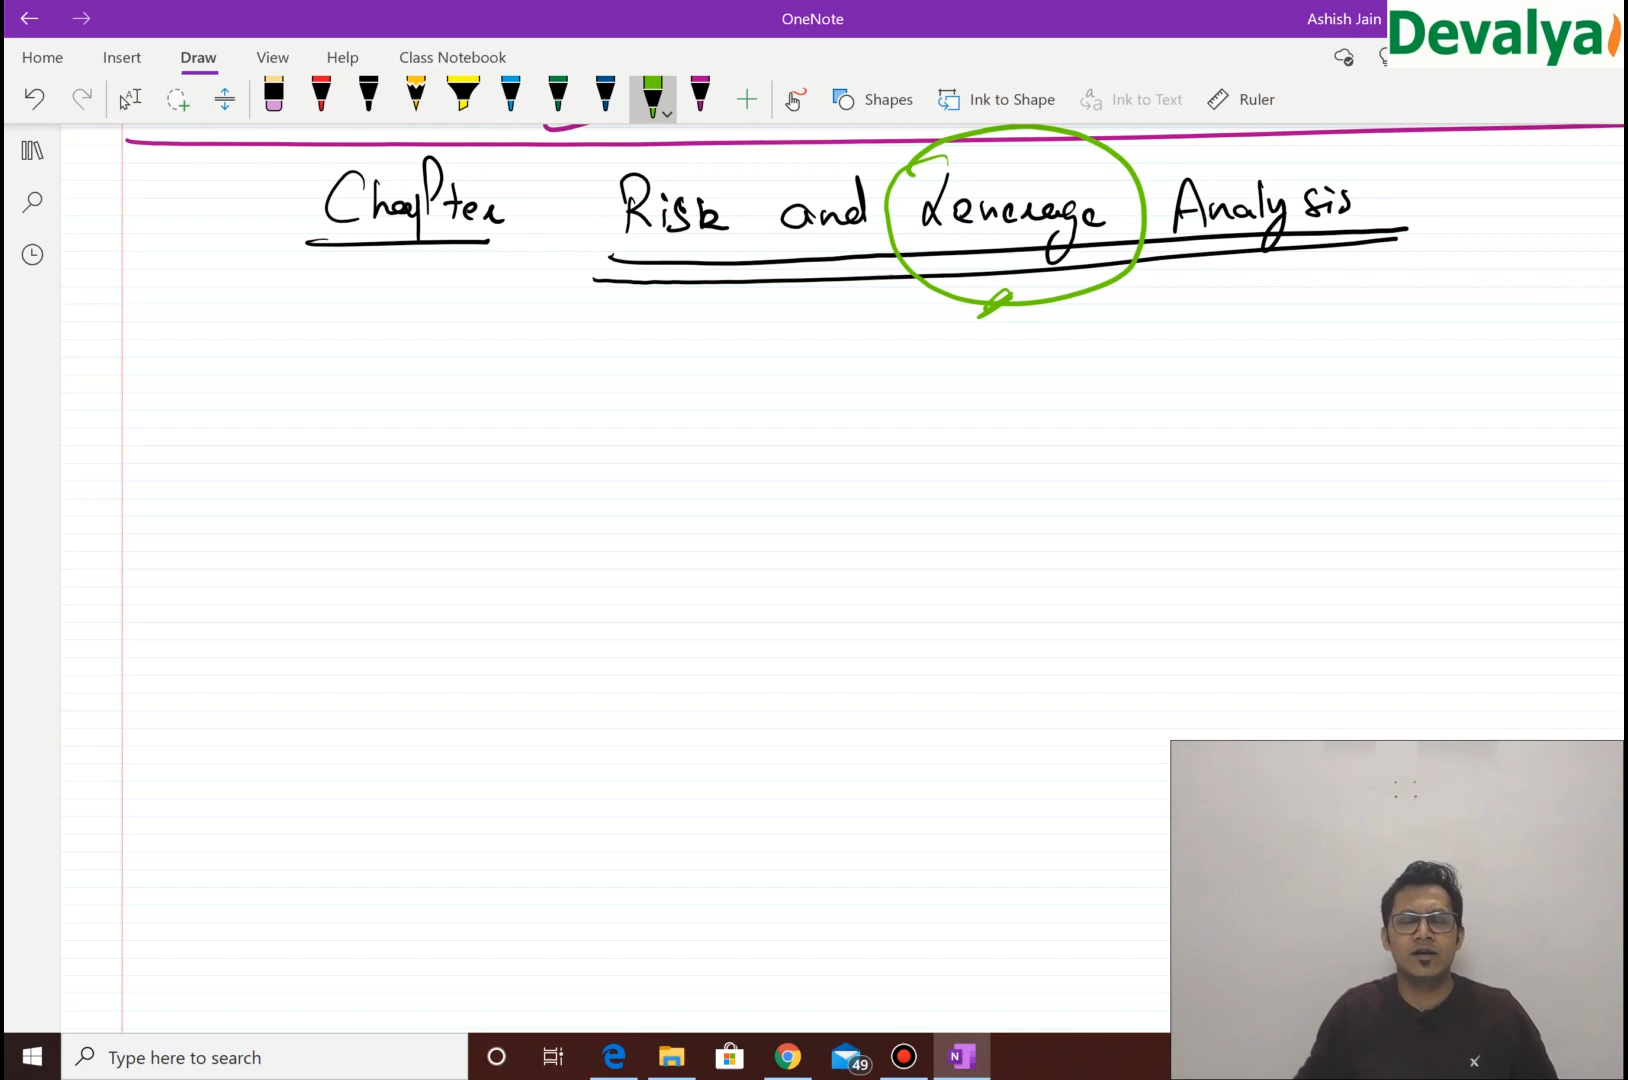 OneNote
Ashish Jain
Devalya
Home Insert Draw View Help Class Notebook
Shapes Ink to Shape Ink to Text Ruler
Chapter Risk and Leverage Analysis
Type here to search
49